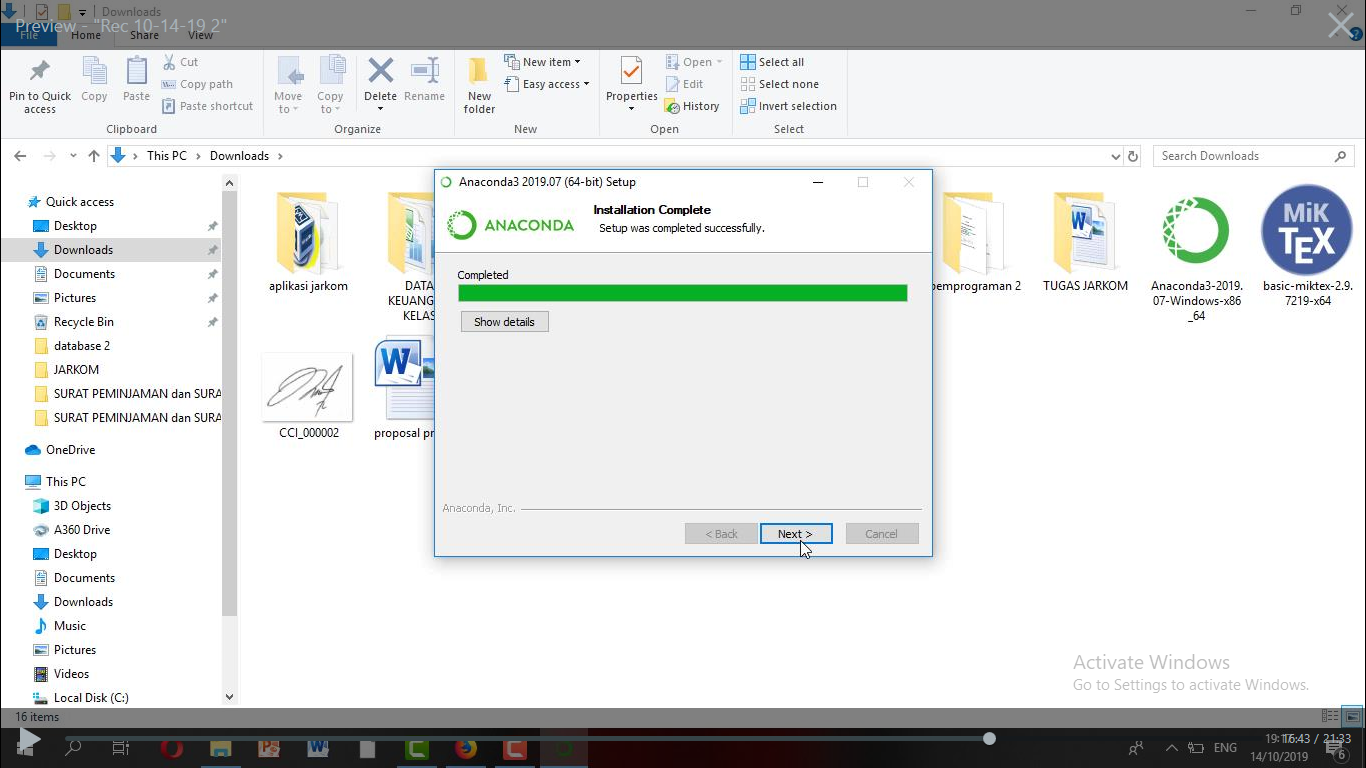 Downloads
Preview - "Rec 10-14-19 2"
File Home Share View
Pin to Quick access
Copy
Paste
Cut
Copy path
Paste shortcut
Clipboard
Move to
Copy to
Delete
Rename
Organize
New folder
New item
Easy access
New
Properties
Open
Edit
History
Open
Select all
Select none
Invert selection
Select
This PC > Downloads >
Search Downloads
Quick access
Desktop
Downloads
Documents
Pictures
Recycle Bin
database 2
JARKOM
SURAT PEMINJAMAN dan SURA
SURAT PEMINJAMAN dan SURA
OneDrive
This PC
3D Objects
A360 Drive
Desktop
Documents
Downloads
Music
Pictures
Videos
Local Disk (C:)
aplikasi jarkom
DATA
KEUANG
KELAS
pemprograman 2
TUGAS JARKOM
Anaconda3-2019.
07-Windows-x86
_64
MiK
TEX
basic-miktex-2.9.
7219-x64
CCI_000002
proposal pr
Anaconda3 2019.07 (64-bit) Setup
ANACONDA
Installation Complete
Setup was completed successfully.
Completed
Show details
Anaconda, Inc.
< Back
Next >
Cancel
Activate Windows
Go to Settings to activate Windows.
16 items
ENG
16:43 / 21:33
14/10/2019
6